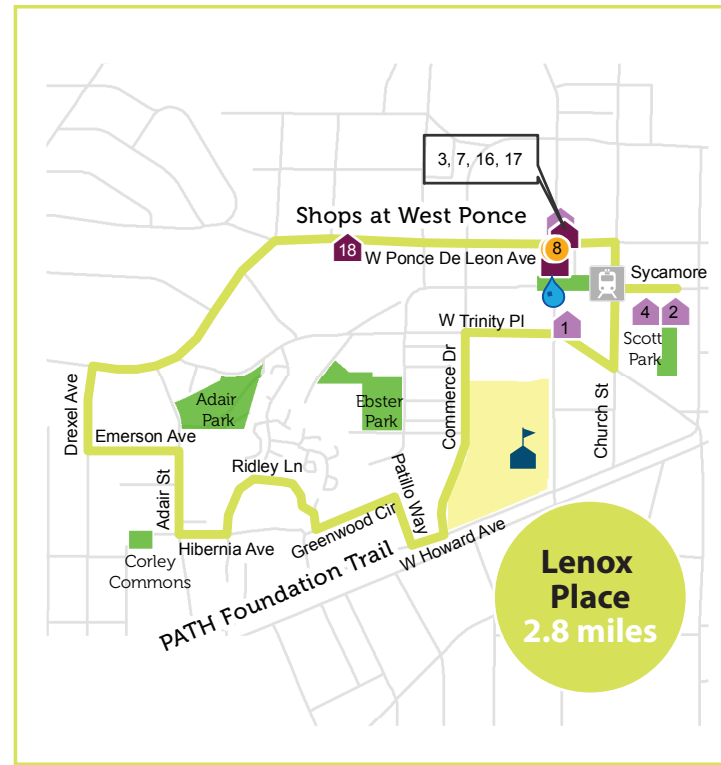 3, 7, 16, 17
Shops at West Ponce
18
8
W Ponce De Leon Ave
Sycamore
W Trinity Pl
1
4
2
Scott
Park
Commerce Dr
Church St
Drexel Ave
Adair
Park
Ebster
Park
Emerson Ave
Adair St
Ridley Ln
Patillo Way
Greenwood Cir
Hibernia Ave
W Howard Ave
Corley
Commons
PATH Foundation Trail
Lenox
Place
2.8 miles